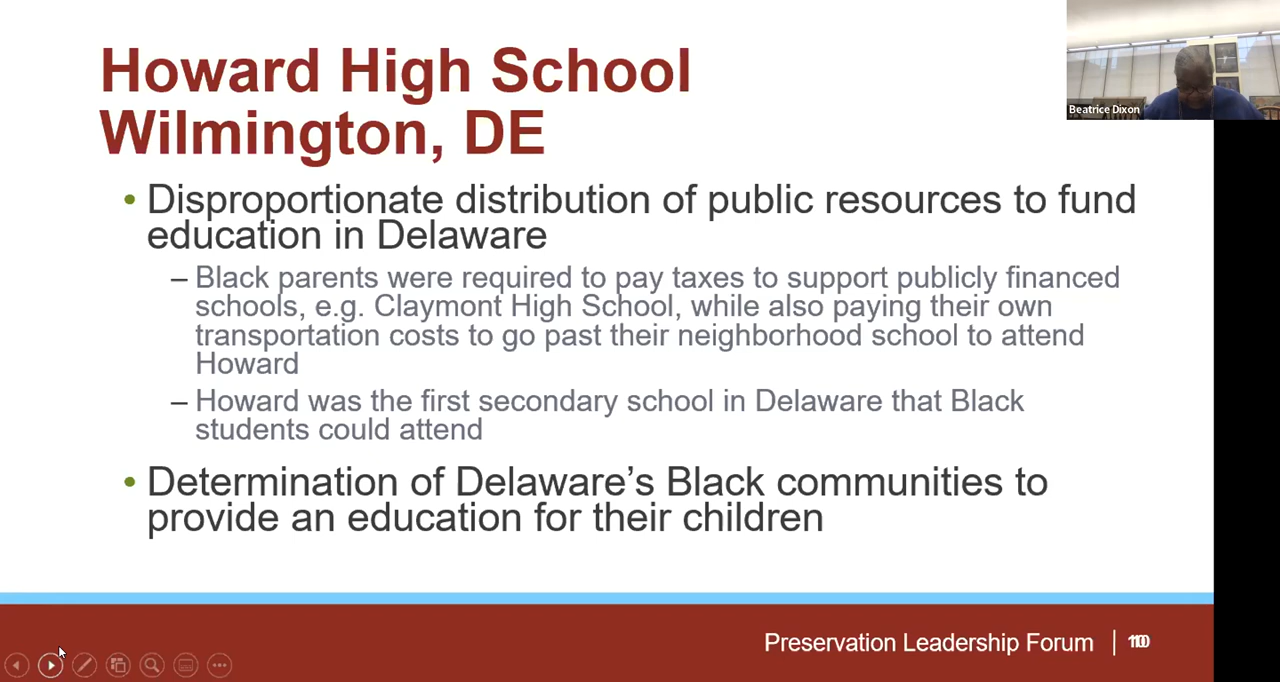 Howard High School
Wilmington, DE
Beatrice Dixon
• Disproportionate distribution of public resources to fund
education in Delaware
– Black parents were required to pay taxes to support publicly financed
schools, e.g. Claymont High School, while also paying their own
transportation costs to go past their neighborhood school to attend
Howard
– Howard was the first secondary school in Delaware that Black
students could attend
• Determination of Delaware’s Black communities to
provide an education for their children
Preservation Leadership Forum |